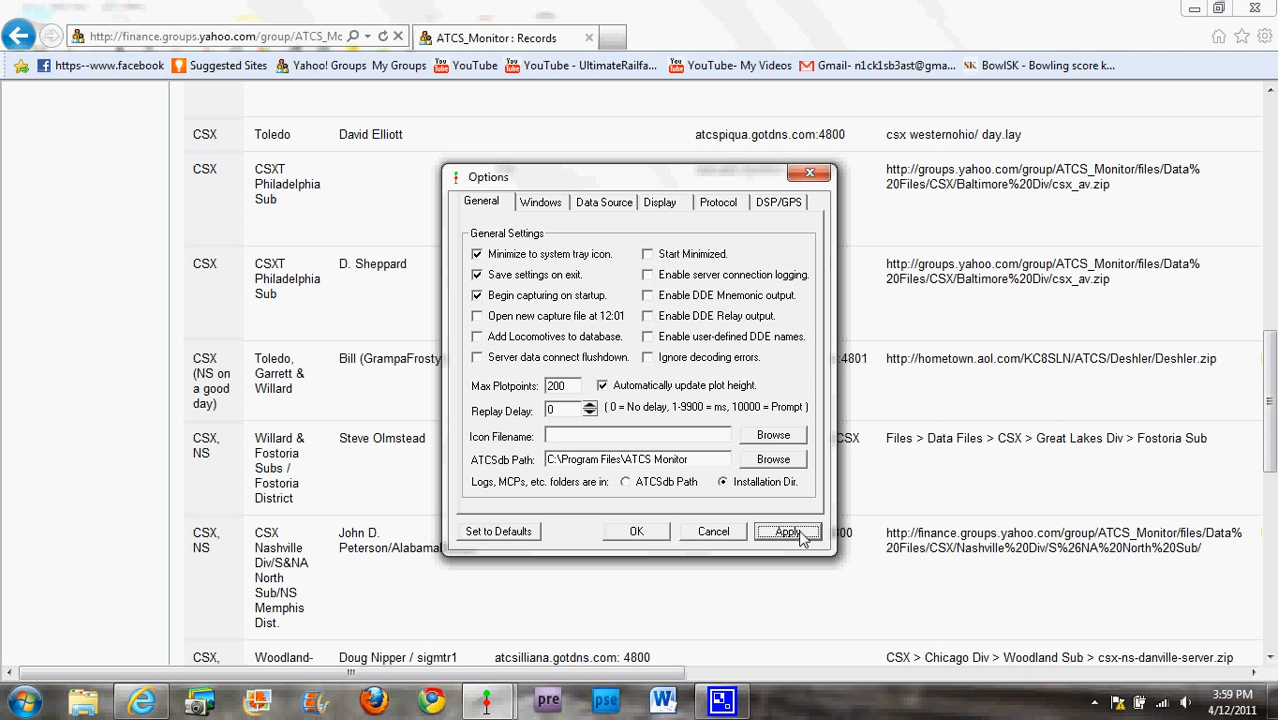 http://finance.groups.yahoo.com/group/ATCS_Mc
ATCS_Monitor : Records
https--www.facebook
Suggested Sites
Yahoo! Groups My Groups
YouTube
YouTube - UltimateRailfa...
YouTube- My Videos
Gmail- n1ck1sb3ast@gma...
SK BowlSK - Bowling score k...
CSX Toledo David Elliott atcspiqua.gotdns.com:4800 csx westernohio/ day.lay
CSX CSXT Philadelphia Sub http://groups.yahoo.com/group/ATCS_Monitor/files/Data%
20Files/CSX/Baltimore%20Div/csx_av.zip
CSX CSXT Philadelphia Sub D. Sheppard http://groups.yahoo.com/group/ATCS_Monitor/files/Data%
20Files/CSX/Baltimore%20Div/csx_av.zip
CSX (NS on a good day) Toledo, Garrett & Willard Bill (GrampaFrosty :4801 http://hometown.aol.com/KC8SLN/ATCS/Deshler/Deshler.zip
CSX, NS Willard & Fostoria Subs / Fostoria District Steve Olmstead CSX Files > Data Files > CSX > Great Lakes Div > Fostoria Sub
CSX, NS CSX Nashville Div/S&NA North Sub/NS Memphis Dist. John D. Peterson/Alabama 800 http://finance.groups.yahoo.com/group/ATCS_Monitor/Data%
20Files/CSX/Nashville%20Div/S%26NA%20North%20Sub/
CSX, Woodland- Doug Nipper / sigmtr1 atcsilliana.gotdns.com: 4800 CSX > Chicago Div > Woodland Sub > csx-ns-danville-server.zip
Options
General Windows Data Source Display Protocol DSP/GPS
General Settings
Minimize to system tray icon. Start Minimized.
Save settings on exit. Enable server connection logging.
Begin capturing on startup. Enable DDE Mnemonic output.
Open new capture file at 12:01 Enable DDE Relay output.
Add Locomotives to database. Enable user-defined DDE names.
Server data connect flushdown. Ignore decoding errors.
Max Plotpoints: 200 Automatically update plot height.
Replay Delay: 0 ( 0 = No delay, 1-9900 = ms, 10000 = Prompt )
Icon Filename: Browse
ATCSdb Path: C:\Program Files\ATCS Monitor Browse
Logs, MCPs, etc. folders are in: ATCSdb Path Installation Dir.
Set to Defaults OK Cancel Apply
pre pse W
3:59 PM
4/12/2011